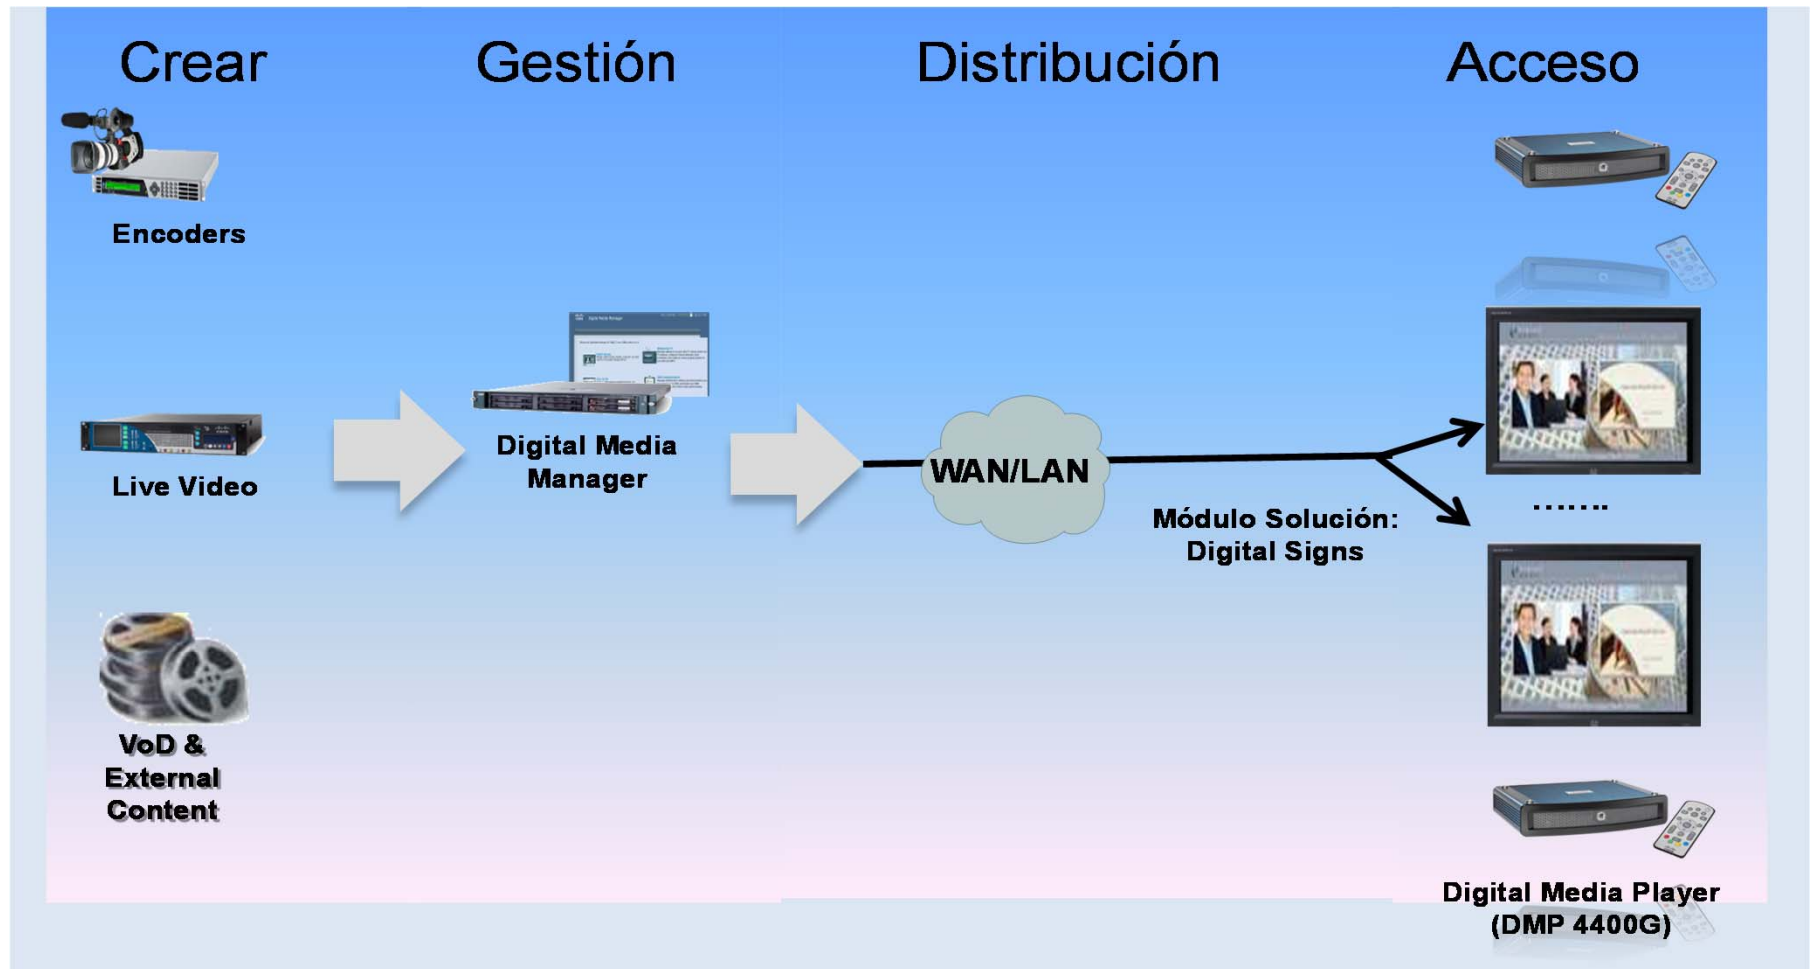 Crear
Gestión
Distribución
Acceso
Encoders
Live Video
VoD &
External
Content
Digital Media
Manager
WAN/LAN
Módulo Solución:
Digital Signs
.......
Digital Media Player
(DMP 4400G)